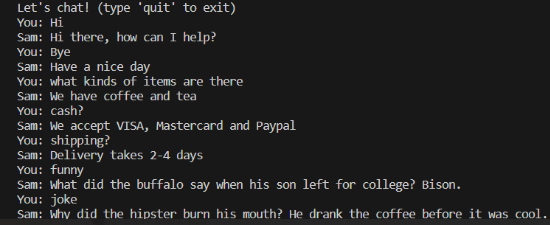 Let's chat! (type 'quit' to exit)
You: Hi
Sam: Hi there, how can I help?
You: Bye
Sam: Have a nice day
You: what kinds of items are there
Sam: We have coffee and tea
You: cash?
Sam: We accept VISA, Mastercard and Paypal
You: shipping?
Sam: Delivery takes 2-4 days
You: funny
Sam: What did the buffalo say when his son left for college? Bison.
You: joke
Sam: Why did the hipster burn his mouth? He drank the coffee before it was cool.